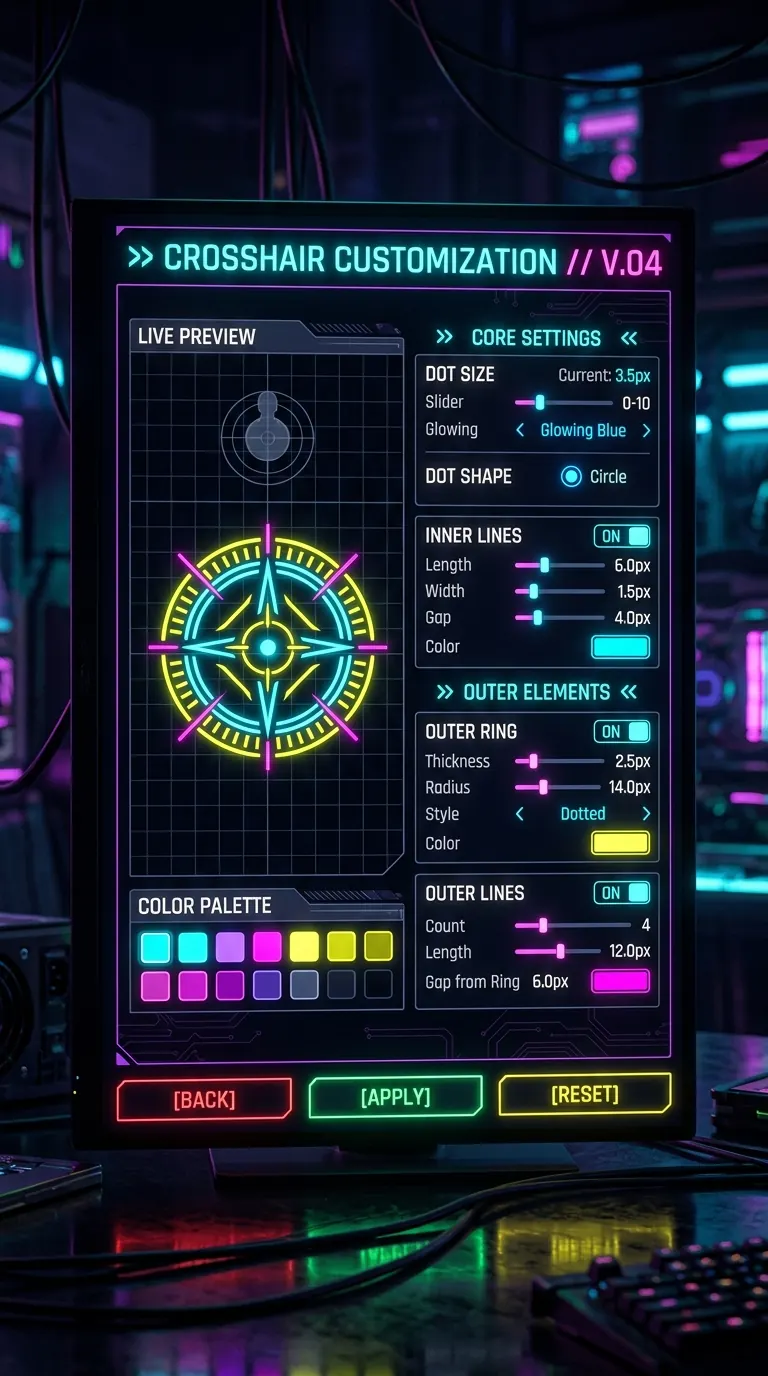 >> CROSSHAIR CUSTOMIZATION // V.04
LIVE PREVIEW
>> CORE SETTINGS <<
DOT SIZE Current: 3.5px
Slider 0-10
Glowing < Glowing Blue >
DOT SHAPE Circle
INNER LINES ON
Length 6.0px
Width 1.5px
Gap 4.0px
Color
>> OUTER ELEMENTS <<
OUTER RING ON
Thickness 2.5px
Radius 14.0px
Style < Dotted >
Color
COLOR PALETTE
OUTER LINES ON
Count 4
Length 12.0px
Gap from Ring 6.0px
[BACK] [APPLY] [RESET]